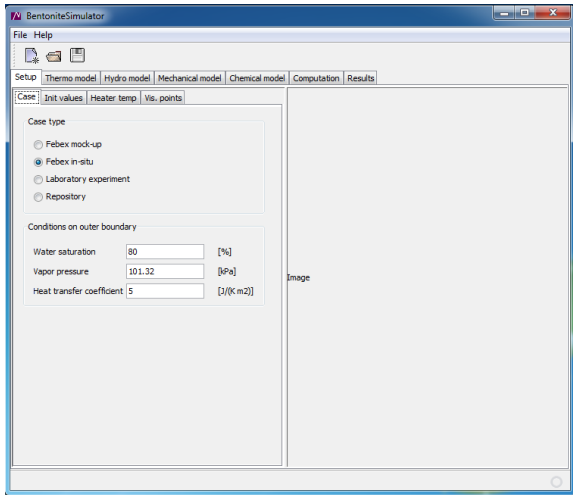 BentoniteSimulator
File Help
Setup Thermo model Hydro model Mechanical model Chemical model Computation Results
Case Init values Heater temp Vis. points
Case type
Febex mock-up
Febex in-situ
Laboratory experiment
Repository
Conditions on outer boundary
Water saturation 80 [%]
Vapor pressure 101.32 [kPa]
Image
Heat transfer coefficient 5 [J/(K m2)]